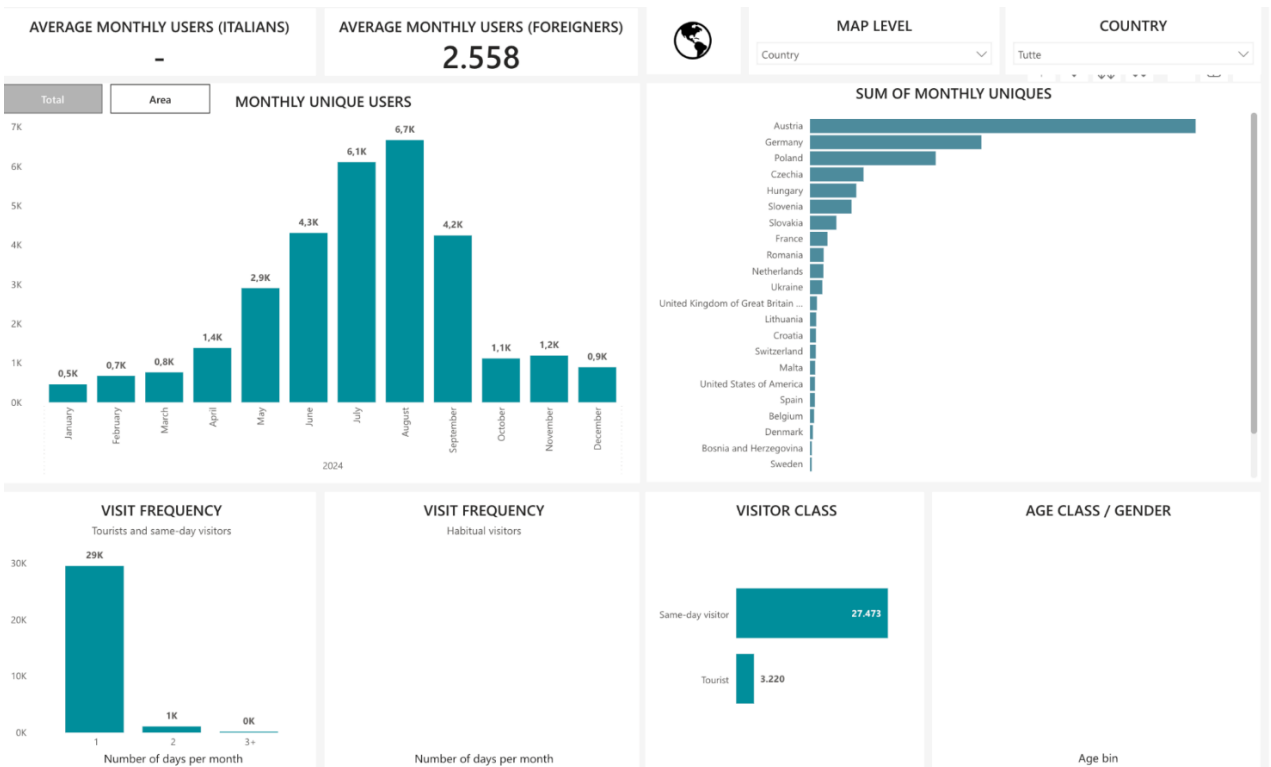 AVERAGE MONTHLY USERS (ITALIANS)
-
AVERAGE MONTHLY USERS (FOREIGNERS)
2.558
MAP LEVEL
Country
COUNTRY
Tutte
Total
Area
MONTHLY UNIQUE USERS
7K
6K
5K
4K
3K
2K
1K
0K
0,5K
0,7K
0,8K
1,4K
2,9K
4,3K
6,1K
6,7K
4,2K
1,1K
1,2K
0,9K
January
February
March
April
May
June
July
August
September
October
November
December
2024
SUM OF MONTHLY UNIQUES
Austria
Germany
Poland
Czechia
Hungary
Slovenia
Slovakia
France
Romania
Netherlands
Ukraine
United Kingdom of Great Britain ...
Lithuania
Croatia
Switzerland
Malta
United States of America
Spain
Belgium
Denmark
Bosnia and Herzegovina
Sweden
VISIT FREQUENCY
Tourists and same-day visitors
30K
20K
10K
0K
29K
1K
0K
1
2
3+
Number of days per month
VISIT FREQUENCY
Habitual visitors
Number of days per month
VISITOR CLASS
Same-day visitor
27.473
Tourist
3.220
AGE CLASS / GENDER
Age bin